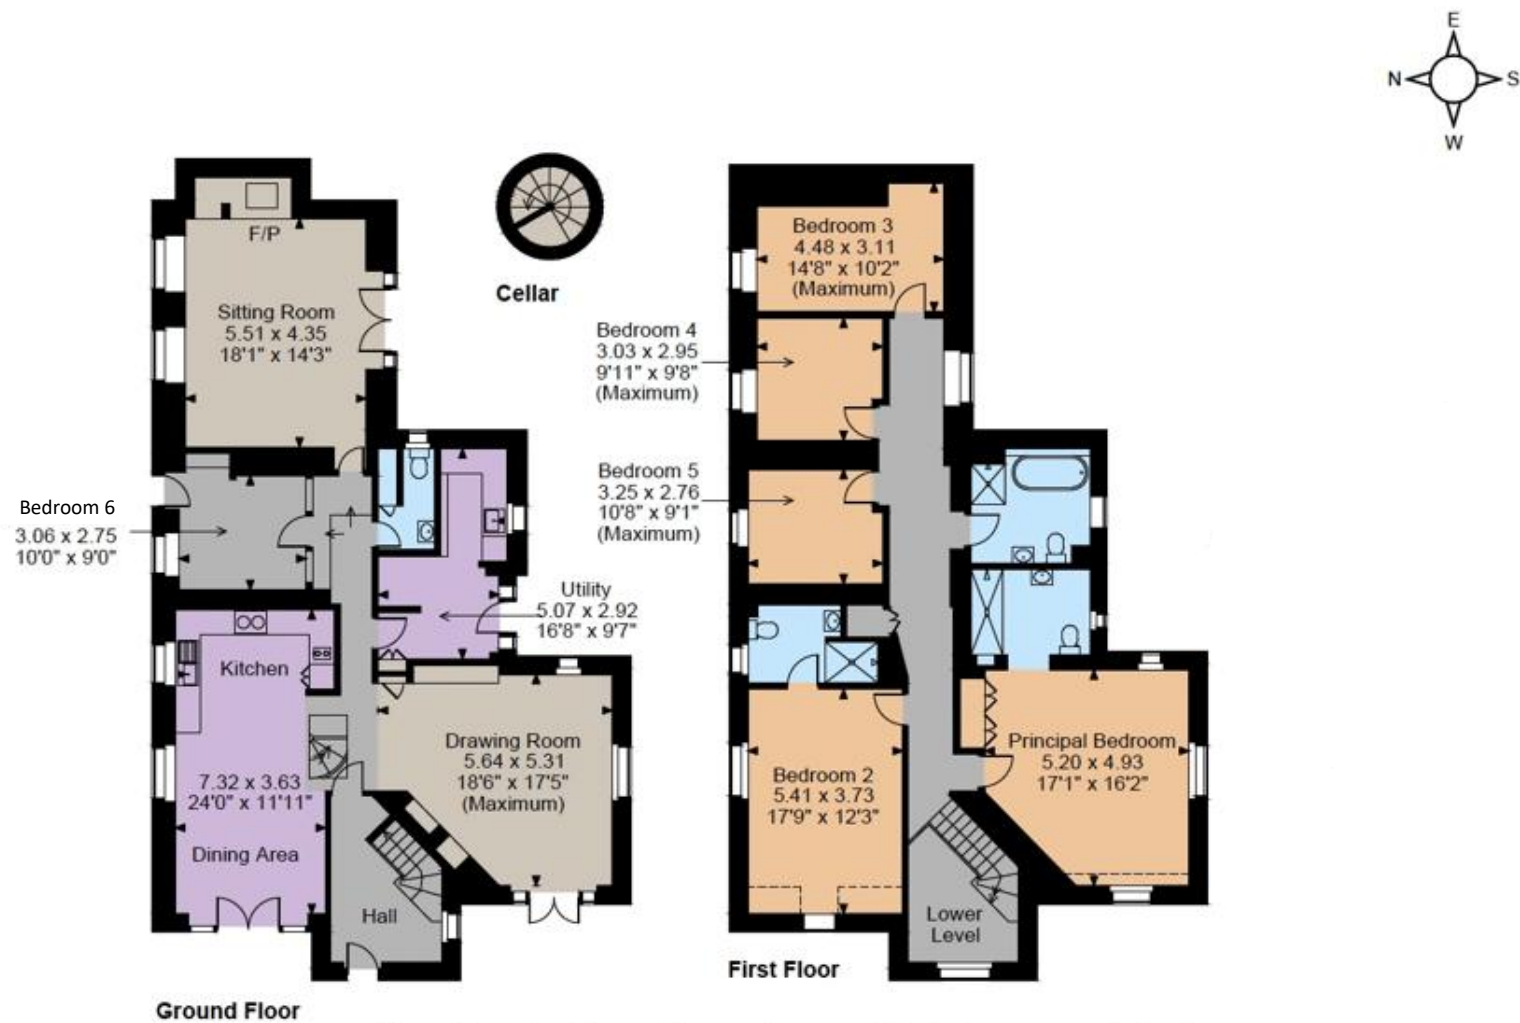 E
N
S
W
F/P
Sitting Room
5.51 x 4.35
18'1" x 14'3"
Cellar
Bedroom 6
3.06 x 2.75
10'0" x 9'0"
Utility
5.07 x 2.92
16'8" x 9'7"
Kitchen
7.32 x 3.63
24'0" x 11'11"
Dining Area
Drawing Room
5.64 x 5.31
18'6" x 17'5"
(Maximum)
Hall
Ground Floor
Bedroom 3
4.48 x 3.11
14'8" x 10'2"
(Maximum)
Bedroom 4
3.03 x 2.95
9'11" x 9'8"
(Maximum)
Bedroom 5
3.25 x 2.76
10'8" x 9'1"
(Maximum)
Bedroom 2
5.41 x 3.73
17'9" x 12'3"
Principal Bedroom
5.20 x 4.93
17'1" x 16'2"
Lower
Level
First Floor